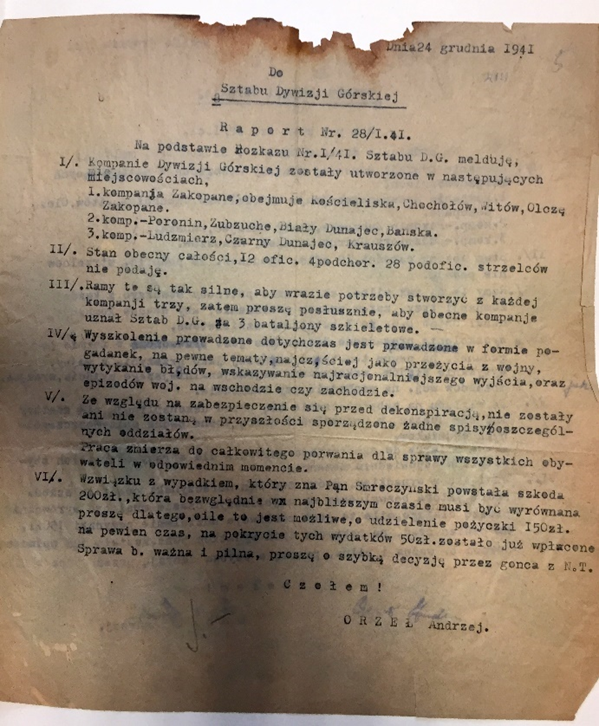 Dnia24 grudnia 1941
5
Do
Sztabu Dywizji Górskiej
Raport Nr. 28/I.41.
Na podstawie Rozkazu Nr.I/4I. Sztabu D.G. melduję,
I/. Kompanie Dywizji Górskiej zostały utworzone w następujących
miejscowościach,
1.kompanja Zakopane,obejmuje Kościeliska,Chochołów,Witów,Olczę
Zakopane.
2.komp.-Poronin,Zubzuche,Biały Dunajec,Bańska.
3.komp.-Ludzmierz,Czarny Dunajec, Krauszów.
II/. Stan obecny całości,12 ofic. 4podchor. 28 podofic. strzelców
nie podaję.
III/.Ramy te są tak silne, aby wrazie potrzeby stworzyć z każdej
kompanji trzy, zatem proszę posłusznie, aby obecne kompanje
uznał Sztab D.G. za 3 bataljony szkieletowe.-
IV/. Wyszkolenie prowadzone dotychczas jest prowadzone w formie po-
gadanek, na pewne tematy,najczęściej jako przeżycia z wojny,
wytykanie błędów, wskazywanie najracjonalniejszego wyjścia,oraz
epizodów woj. na wschodzie czy zachodzie.
V/. Ze względu na zabezpieczenie się przed dekonspiracją,nie zostały
ani nie zostaną w przyszłości sporządzone żadne spisy poszczegól-
nych oddziałów.
Praca zmierza do całkowitego porwania dla sprawy wszystkich oby-
wateli w odpowiednim momencie.
VI/. Wzwiązku z wypadkiem, który zna Pan Smreczyński powstała szkoda
200zł.,która bezwględnie wx najbliższym czasie musi być wyrównana
proszę dlatego,oile to jest możliwe,o udzielenie pożyczki I50zł.
na pewien czas, na pokrycie tych wydatków 50zł.zostało już wpłacone
Sprawa b. ważna i pilna, proszę o szybką decyzję przez gońca z N.T.
Czołem!
ORZEŁ Andrzej.